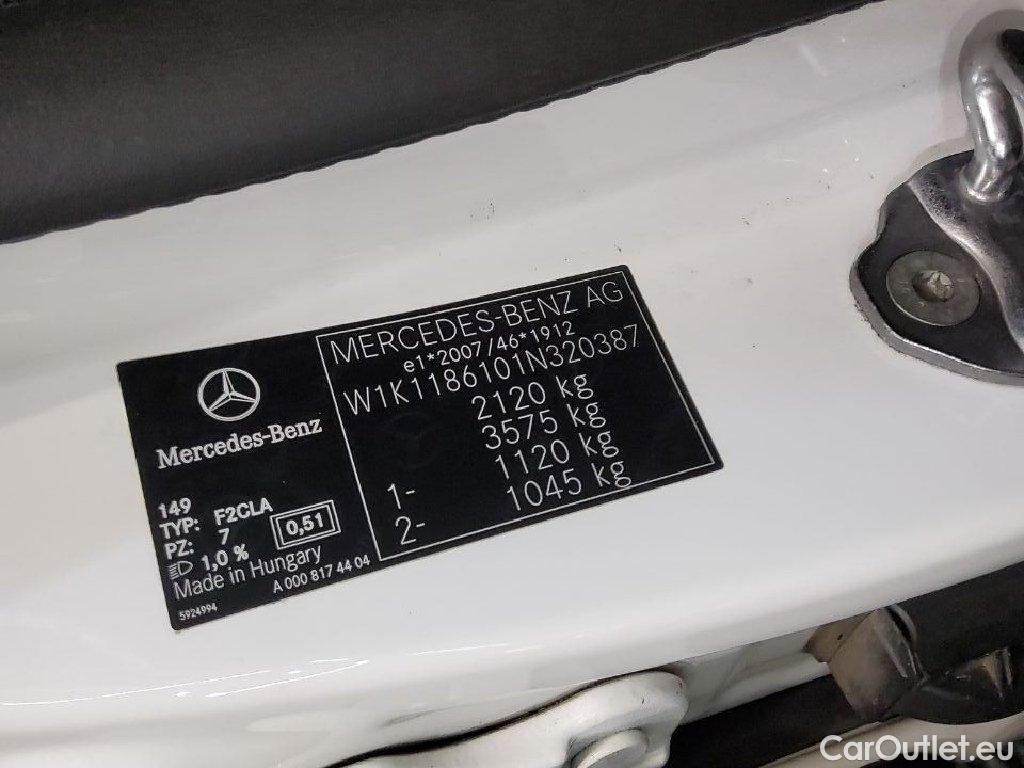 Mercedes-Benz
149
TYP: F2CLA
PZ: 7 0,51
1,0 %
Made in Hungary
5924994 A 000 817 44 04
MERCEDES-BENZ AG
e1*2007/46*1912
W1K1186101N320387
2120 kg
3575 kg
1- 1120 kg
2- 1045 kg
CarOutlet.eu